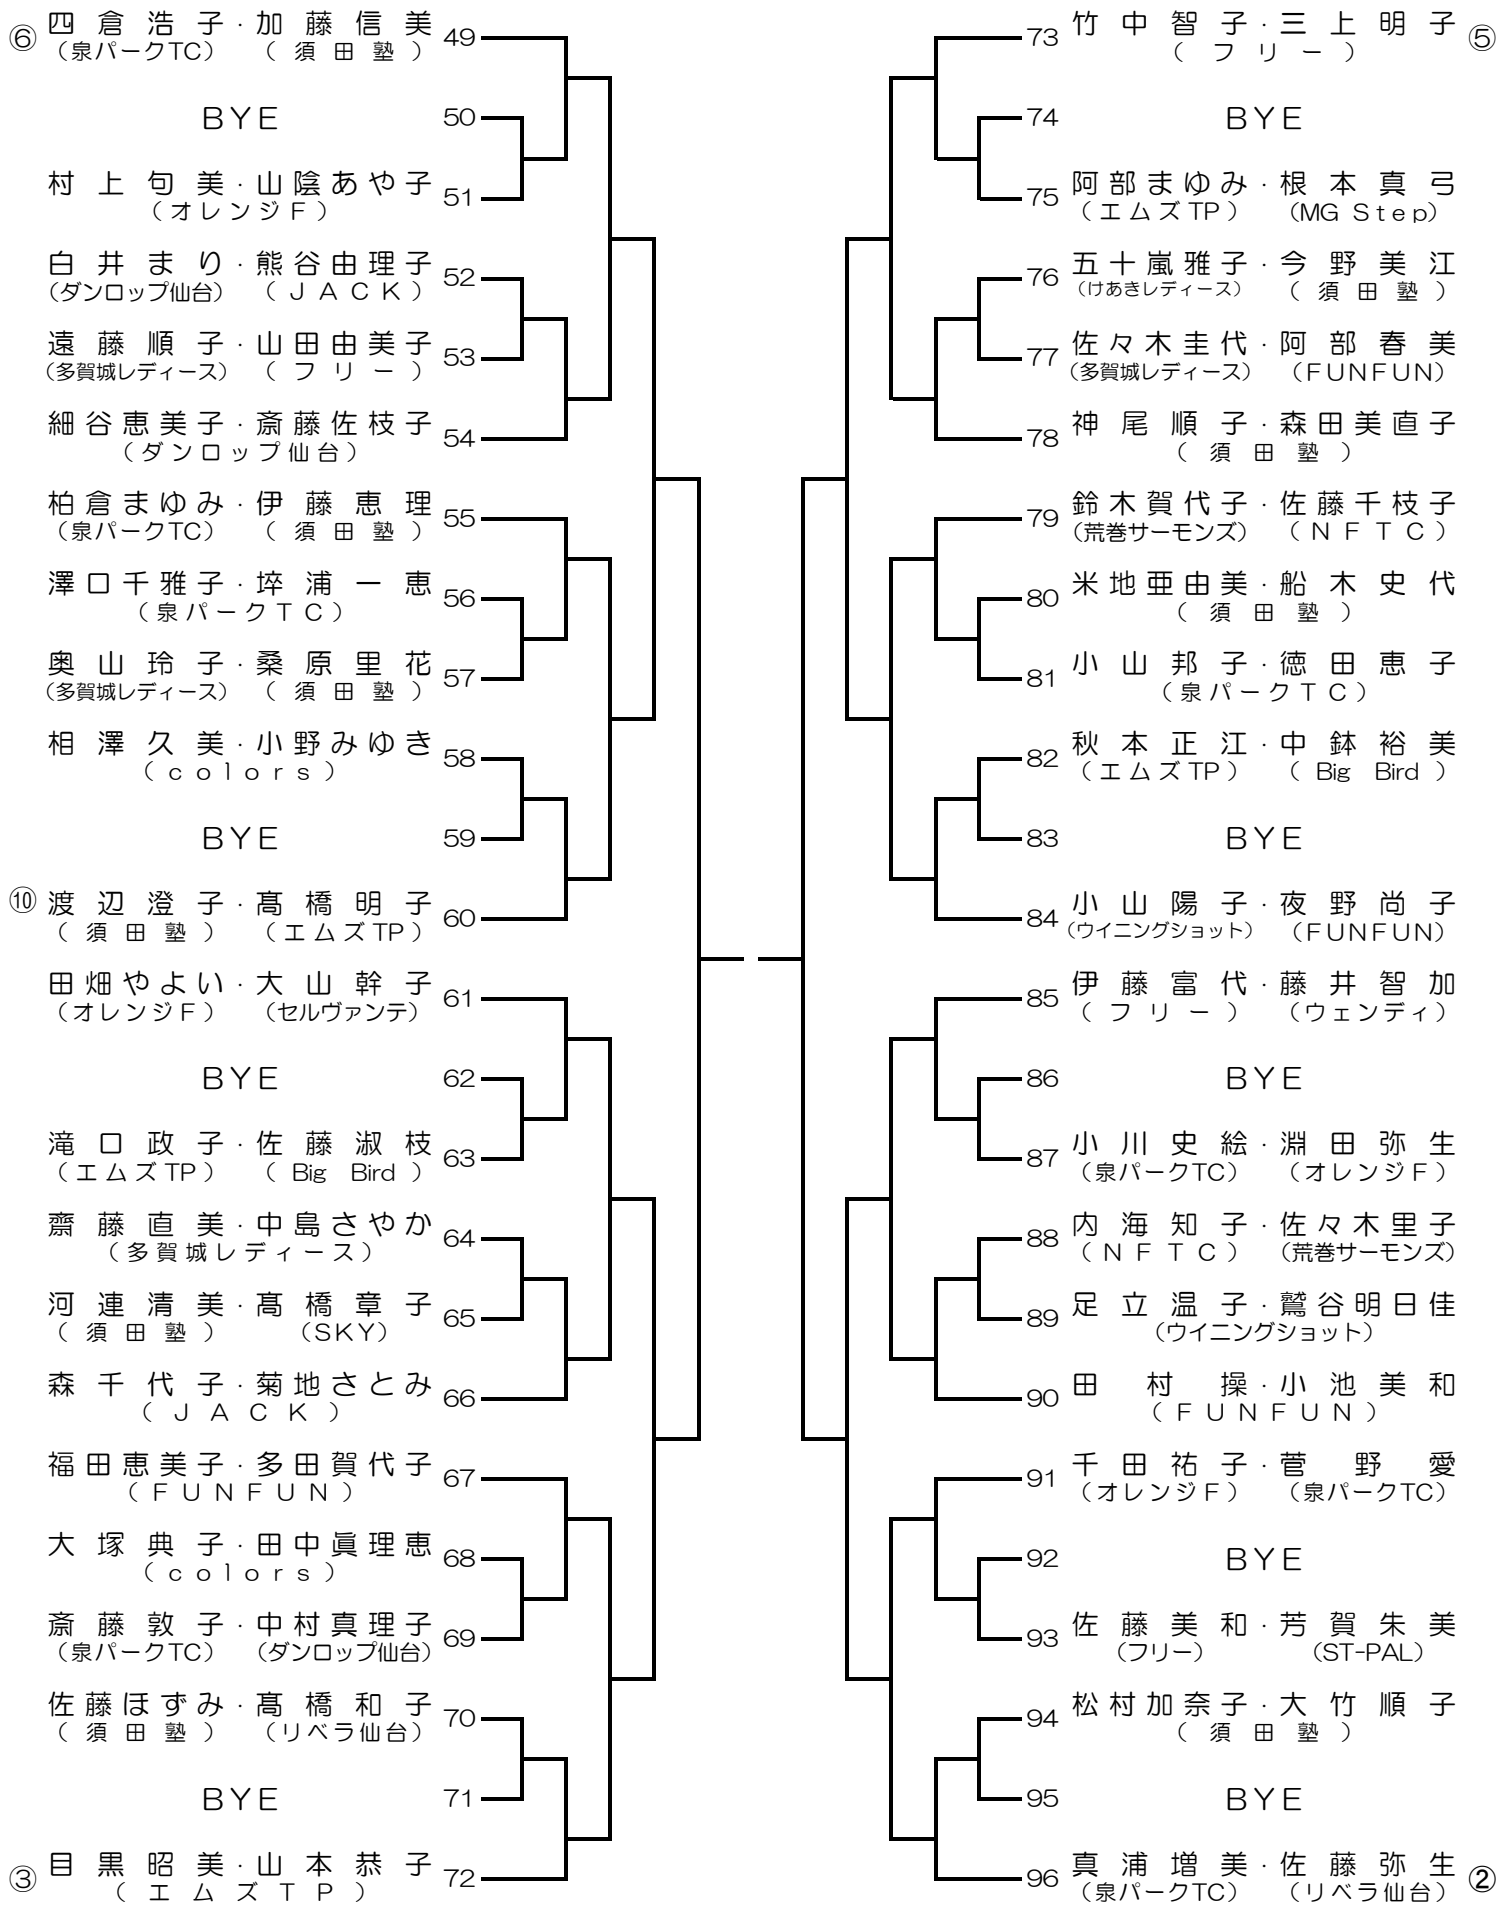 ⑥ 四倉浩子・加藤信美 49
(泉パークTC) (須田塾)
BYE 50
村上句美・山陰あや子 51
(オレンジF)
白井まり・熊谷由理子 52
(ダンロップ仙台) (JACK)
遠藤順子・山田由美子 53
(多賀城レディース) (フリー)
細谷恵美子・斎藤佐枝子 54
(ダンロップ仙台)
柏倉まゆみ・伊藤恵理 55
(泉パークTC) (須田塾)
澤口千雅子・埣浦一恵 56
(泉パークTC)
奥山玲子・桑原里花 57
(多賀城レディース) (須田塾)
相澤久美・小野みゆき 58
(colors)
BYE 59
⑩ 渡辺澄子・髙橋明子 60
(須田塾) (エムズTP)
田畑やよい・大山幹子 61
(オレンジF) (セルヴァンテ)
BYE 62
滝口政子・佐藤淑枝 63
(エムズTP) (Big Bird)
齋藤直美・中島さやか 64
(多賀城レディース)
河連清美・髙橋章子 65
(須田塾) (SKY)
森千代子・菊地さとみ 66
(JACK)
福田恵美子・多田賀代子 67
(FUNFUN)
大塚典子・田中眞理恵 68
(colors)
斎藤敦子・中村真理子 69
(泉パークTC) (ダンロップ仙台)
佐藤ほずみ・髙橋和子 70
(須田塾) (リベラ仙台)
BYE 71
③ 目黒昭美・山本恭子 72
(エムズTP)
73 竹中智子・三上明子 ⑤
(フリー)
74 BYE
75 阿部まゆみ・根本真弓
(エムズTP) (MG Step)
76 五十嵐雅子・今野美江
(けあきレディース) (須田塾)
77 佐々木圭代・阿部春美
(多賀城レディース) (FUNFUN)
78 神尾順子・森田美直子
(須田塾)
79 鈴木賀代子・佐藤千枝子
(荒巻サーモンズ) (NFTC)
80 米地亜由美・船木史代
(須田塾)
81 小山邦子・徳田恵子
(泉パークTC)
82 秋本正江・中鉢裕美
(エムズTP) (Big Bird)
83 BYE
84 小山陽子・夜野尚子
(ウイニングショット) (FUNFUN)
85 伊藤富代・藤井智加
(フリー) (ウェンディ)
86 BYE
87 小川史絵・淵田弥生
(泉パークTC) (オレンジF)
88 内海知子・佐々木里子
(NFTC) (荒巻サーモンズ)
89 足立温子・鷲谷明日佳
(ウイニングショット)
90 田村操・小池美和
(FUNFUN)
91 千田祐子・菅野愛
(オレンジF) (泉パークTC)
92 BYE
93 佐藤美和・芳賀朱美
(フリー) (ST-PAL)
94 松村加奈子・大竹順子
(須田塾)
95 BYE
96 真浦増美・佐藤弥生 ②
(泉パークTC) (リベラ仙台)